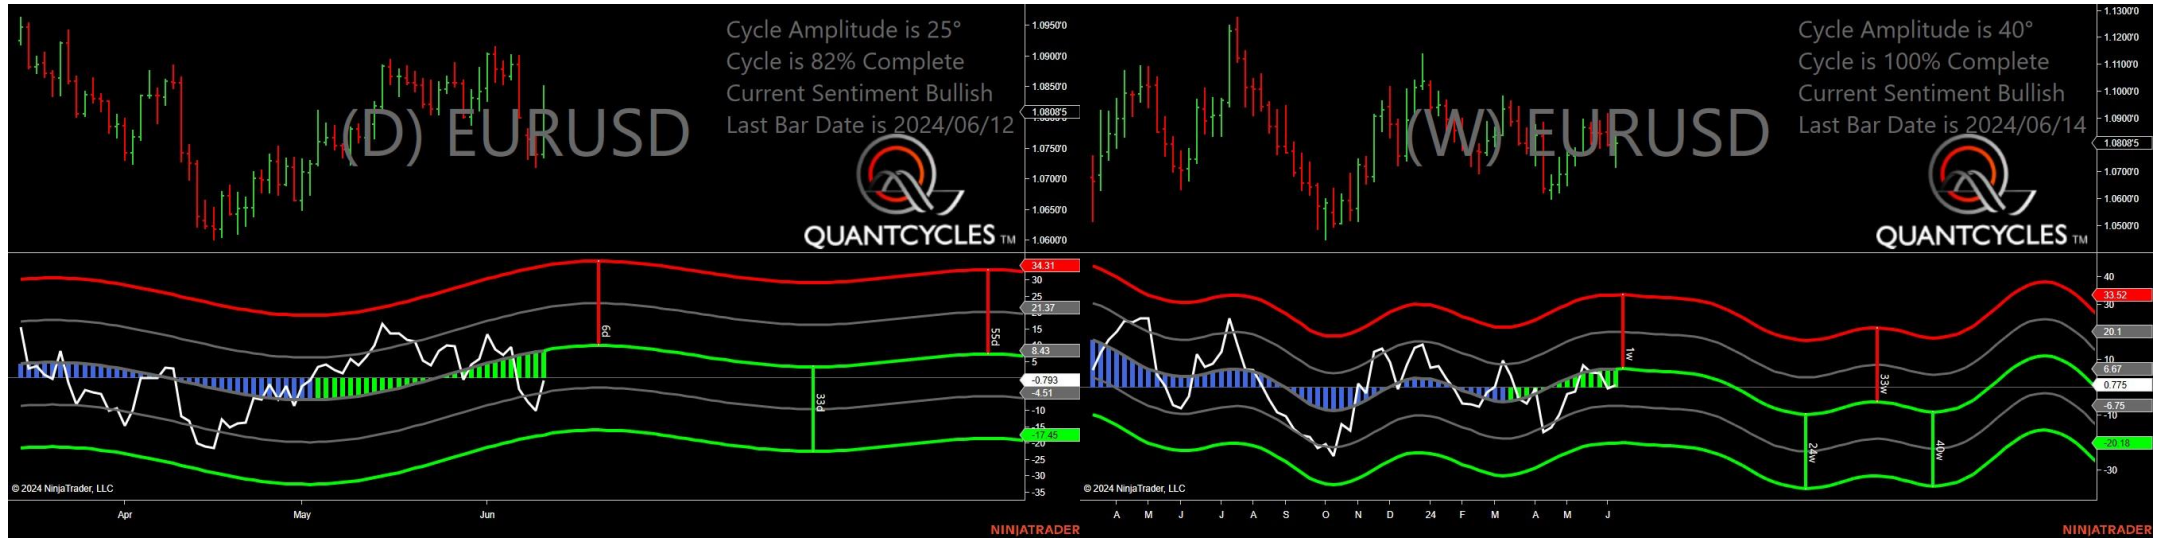 Cycle Amplitude is 25°
Cycle is 82% Complete
Current Sentiment Bullish
Last Bar Date is 2024/06/12
(D) EURUSD
QUANTCYCLES TM
1.0950'0
1.0900'0
1.0850'0
1.0808'5
1.0750'0
1.0700'0
1.0650'0
1.0600'0
34.31
30
25
21.37
15
8.43
5
-0.793
-4.51
-10
-17.45
-25
-30
-35
6d
33d
55d
© 2024 NinjaTrader, LLC
Apr May Jun
NINJATRADER
Cycle Amplitude is 40°
Cycle is 100% Complete
Current Sentiment Bullish
Last Bar Date is 2024/06/14
(W) EURUSD
QUANTCYCLES TM
1.1300'0
1.1200'0
1.1100'0
1.1000'0
1.0900'0
1.0808'5
1.0700'0
1.0600'0
1.0500'0
40
33.52
30
20.1
10
6.67
0.775
-6.75
-10
-20.18
-30
1w
24w
33w
40w
© 2024 NinjaTrader, LLC
A M J J A S O N D 24 F M A M J
NINJATRADER